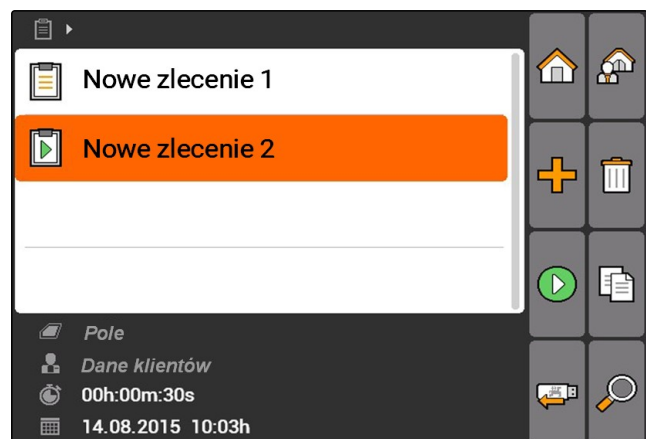 Nowe zlecenie 1
Nowe zlecenie 2
Pole
Dane klientów
00h:00m:30s
14.08.2015 10:03h